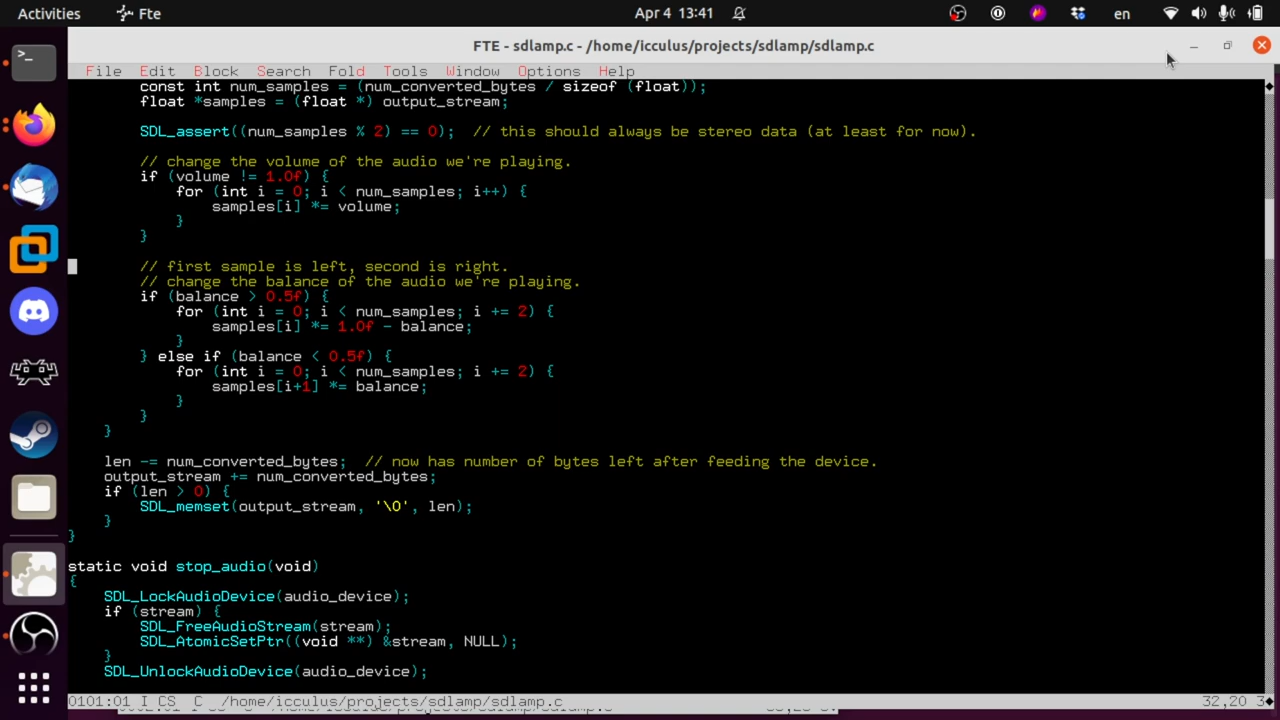 Activities Fte Apr 4 13:41 en
FTE - sdlamp.c - /home/icculus/projects/sdlamp/sdlamp.c
File Edit Block Search Fold Tools Window Options Help
const int num_samples = (num_converted_bytes / sizeof (float));
float *samples = (float *) output_stream;
SDL_assert((num_samples % 2) == 0); // this should always be stereo data (at least for now).
// change the volume of the audio we're playing.
if (volume != 1.0f) {
for (int i = 0; i < num_samples; i++) {
samples[i] *= volume;
}
}
// first sample is left, second is right.
// change the balance of the audio we're playing.
if (balance > 0.5f) {
for (int i = 0; i < num_samples; i += 2) {
samples[i] *= 1.0f - balance;
}
} else if (balance < 0.5f) {
for (int i = 0; i < num_samples; i += 2) {
samples[i+1] *= balance;
}
}
}
len -= num_converted_bytes; // now has number of bytes left after feeding the device.
output_stream += num_converted_bytes;
if (len > 0) {
SDL_memset(output_stream, '\0', len);
}
}
static void stop_audio(void)
{
SDL_LockAudioDevice(audio_device);
if (stream) {
SDL_FreeAudioStream(stream);
SDL_AtomicSetPtr((void **) &stream, NULL);
}
SDL_UnlockAudioDevice(audio_device);
0101:01 I CS C /home/icculus/projects/sdlamp/sdlamp.c 32,20 3